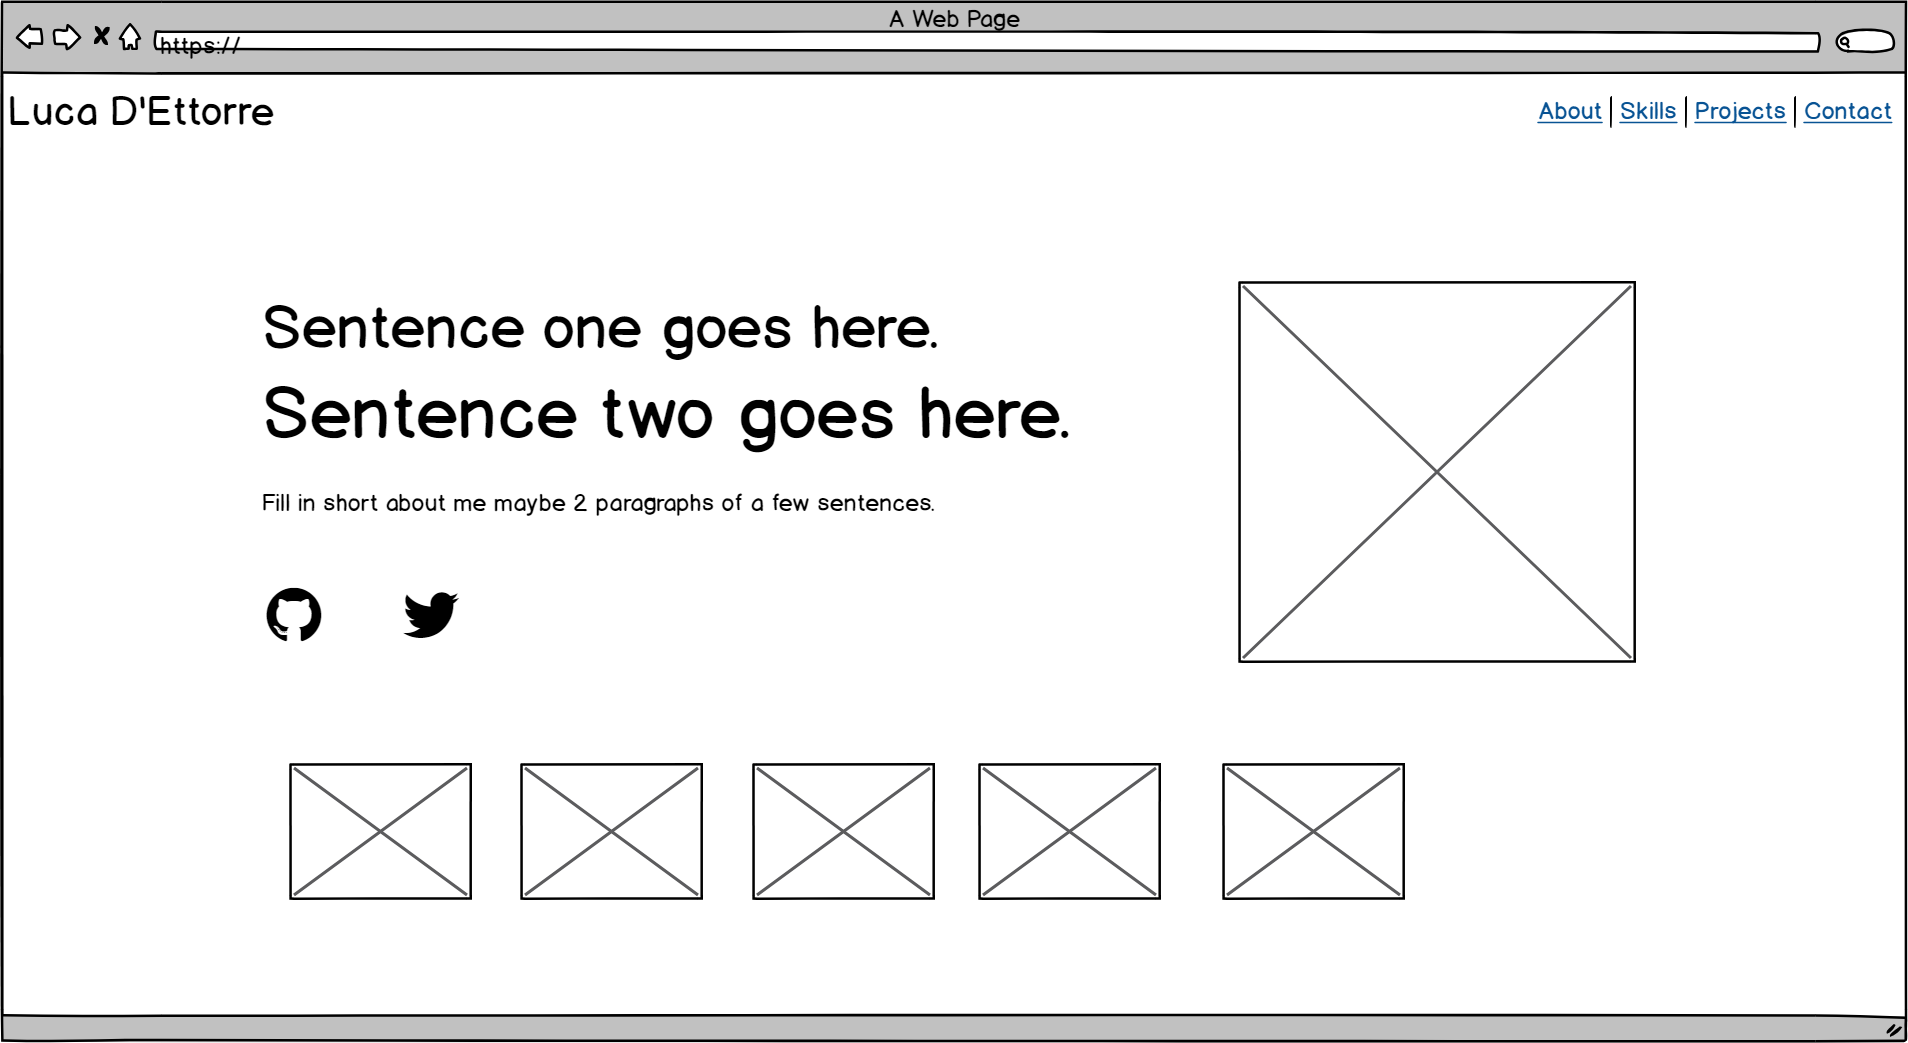 A Web Page
https://
Luca D'Ettorre
About | Skills | Projects | Contact
Sentence one goes here.
Sentence two goes here.
Fill in short about me maybe 2 paragraphs of a few sentences.